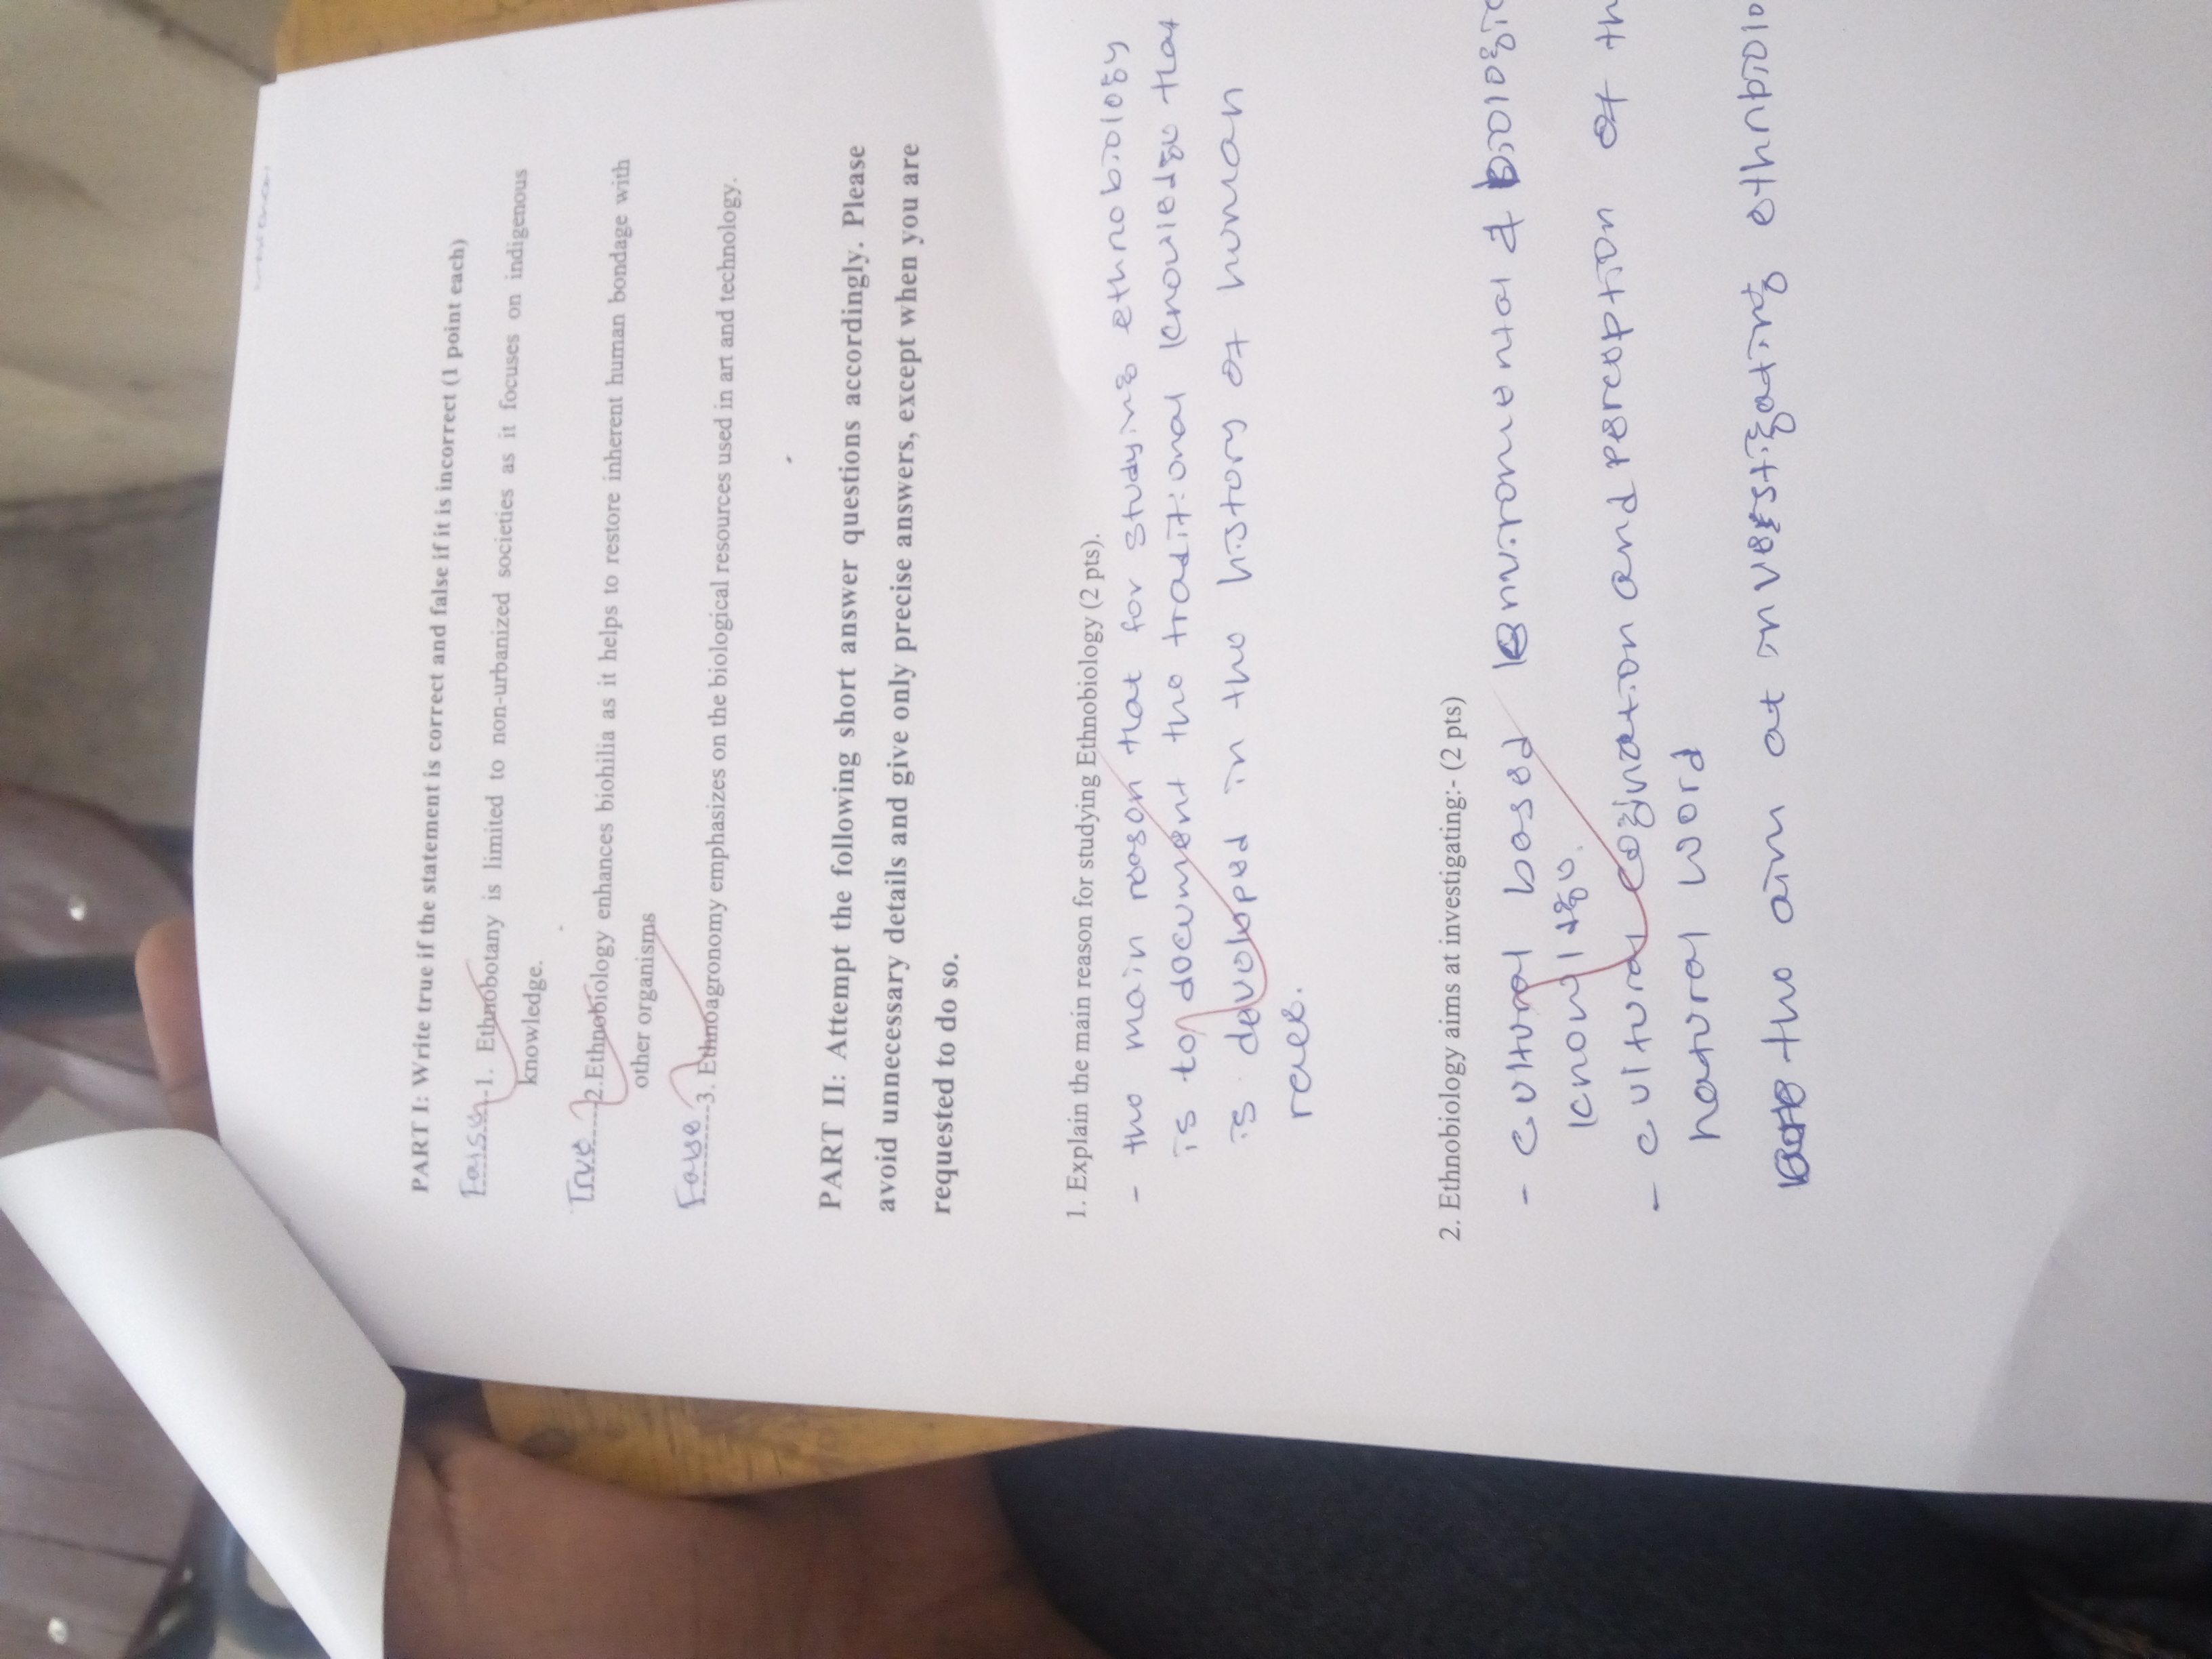 PART I: Write true if the statement is correct and false if it is incorrect (1 point each)
False 1. Ethnobotany is limited to non-urbanized societies as it focuses on indigenous
knowledge.
True 2.Ethnobiology enhances biohilia as it helps to restore inherent human bondage with
other organisms
False 3. Ethnoagronomy emphasizes on the biological resources used in art and technology.
PART II: Attempt the following short answer questions accordingly. Please
avoid unnecessary details and give only precise answers, except when you are
requested to do so.
1. Explain the main reason for studying Ethnobiology (2 pts).
- the main reason that for studying ethnobiology
is to document the traditional knowledge that
is developed in the history of human
race.
2. Ethnobiology aims at investigating:- (2 pts)
- cultural based enviromental & biologic
knowldge.
- cultural cogination and perception of th
natural word
the aim at inverstigating ethnbiolo